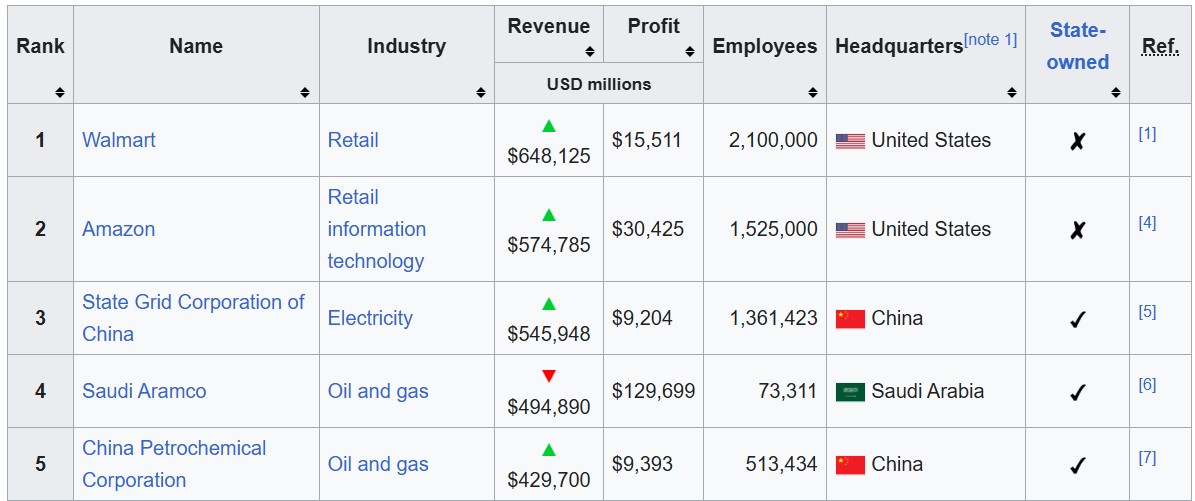 Rank Name Industry Revenue Profit Employees Headquarters[note 1] State-owned Ref.
USD millions
1 Walmart Retail ▲ $648,125 $15,511 2,100,000 United States ✗ [1]
2 Amazon Retail information technology ▲ $574,785 $30,425 1,525,000 United States ✗ [4]
3 State Grid Corporation of China Electricity ▲ $545,948 $9,204 1,361,423 China ✓ [5]
4 Saudi Aramco Oil and gas ▼ $494,890 $129,699 73,311 Saudi Arabia ✓ [6]
5 China Petrochemical Corporation Oil and gas ▲ $429,700 $9,393 513,434 China ✓ [7]